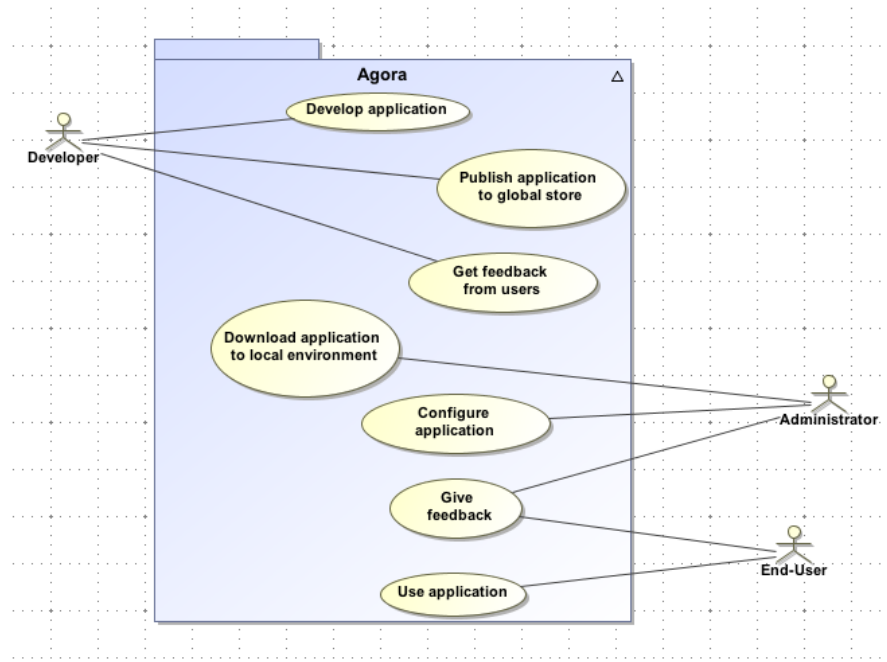 Agora
Develop application
Developer
Publish application
to global store
Get feedback
from users
Download application
to local environment
Configure
application
Administrator
Give
feedback
End-User
Use application